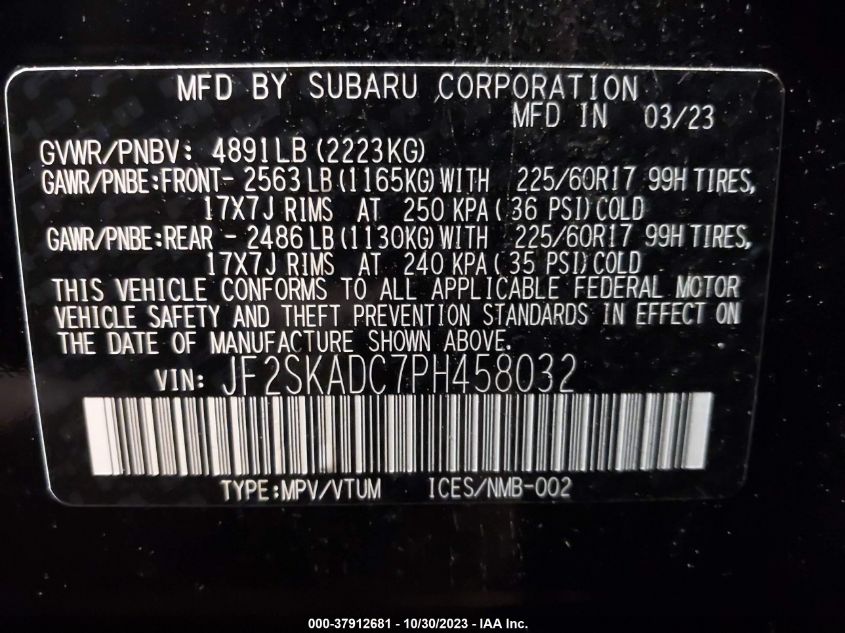 MFD BY SUBARU CORPORATION
MFD IN 03/23
GVWR/PNBV: 4891LB (2223KG)
GAWR/PNBE:FRONT- 2563 LB (1165KG) WITH 225/60R17 99H TIRES,
17X7J RIMS AT 250 KPA ( 36 PSI) COLD
GAWR/PNBE:REAR - 2486 LB (1130KG) WITH 225/60R17 99H TIRES,
17X7J RIMS AT 240 KPA ( 35 PSI) COLD
THIS VEHICLE CONFORMS TO ALL APPLICABLE FEDERAL MOTOR
VEHICLE SAFETY AND THEFT PREVENTION STANDARDS IN EFFECT ON
THE DATE OF MANUFACTURE SHOWN ABOVE.
VIN: JF2SKADC7PH458032
TYPE:MPV/VTUM ICES/NMB-002
000-37912681 - 10/30/2023 - IAA Inc.